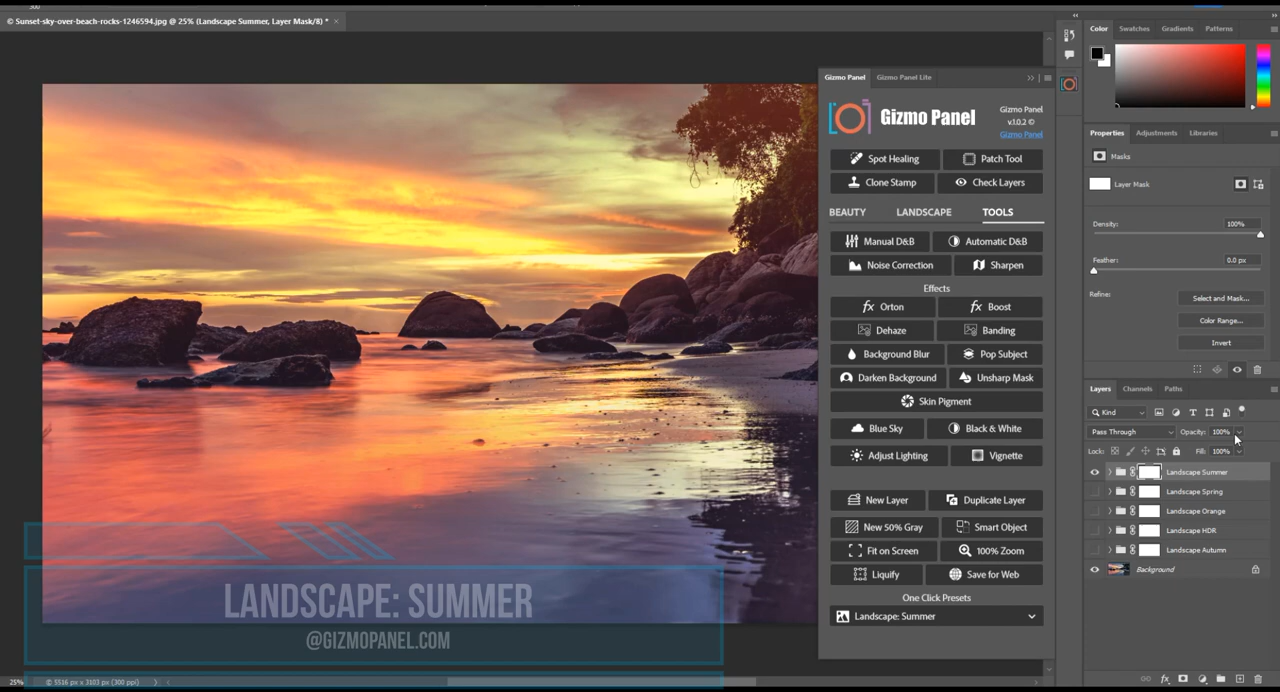 300
© Sunset-sky-over-beach-rocks-1246594.jpg @ 25% (Landscape Summer, Layer Mask/8) *
Gizmo Panel
Gizmo Panel Lite
Gizmo Panel
Gizmo Panel
v.1.0.2 ©
Gizmo Panel
Spot Healing
Patch Tool
Clone Stamp
Check Layers
BEAUTY
LANDSCAPE
TOOLS
Manual D&B
Automatic D&B
Noise Correction
Sharpen
Effects
fx Orton
fx Boost
Dehaze
Banding
Background Blur
Pop Subject
Darken Background
Unsharp Mask
Skin Pigment
Blue Sky
Black & White
Adjust Lighting
Vignette
New Layer
Duplicate Layer
New 50% Gray
Smart Object
Fit on Screen
100% Zoom
Liquify
Save for Web
One Click Presets
Landscape: Summer
Color
Swatches
Gradients
Patterns
Properties
Adjustments
Libraries
Masks
Layer Mask
Density:
100%
Feather:
0.0 px
Refine:
Select and Mask...
Color Range...
Invert
Layers
Channels
Paths
Kind
Pass Through
Opacity: 100%
Lock:
Fill: 100%
Landscape Summer
Landscape Spring
Landscape Orange
Landscape HDR
Landscape Autumn
Background
fx
LANDSCAPE: SUMMER
@GIZMOPANEL.COM
25%
© 5516 px x 3103 px (300 ppi)